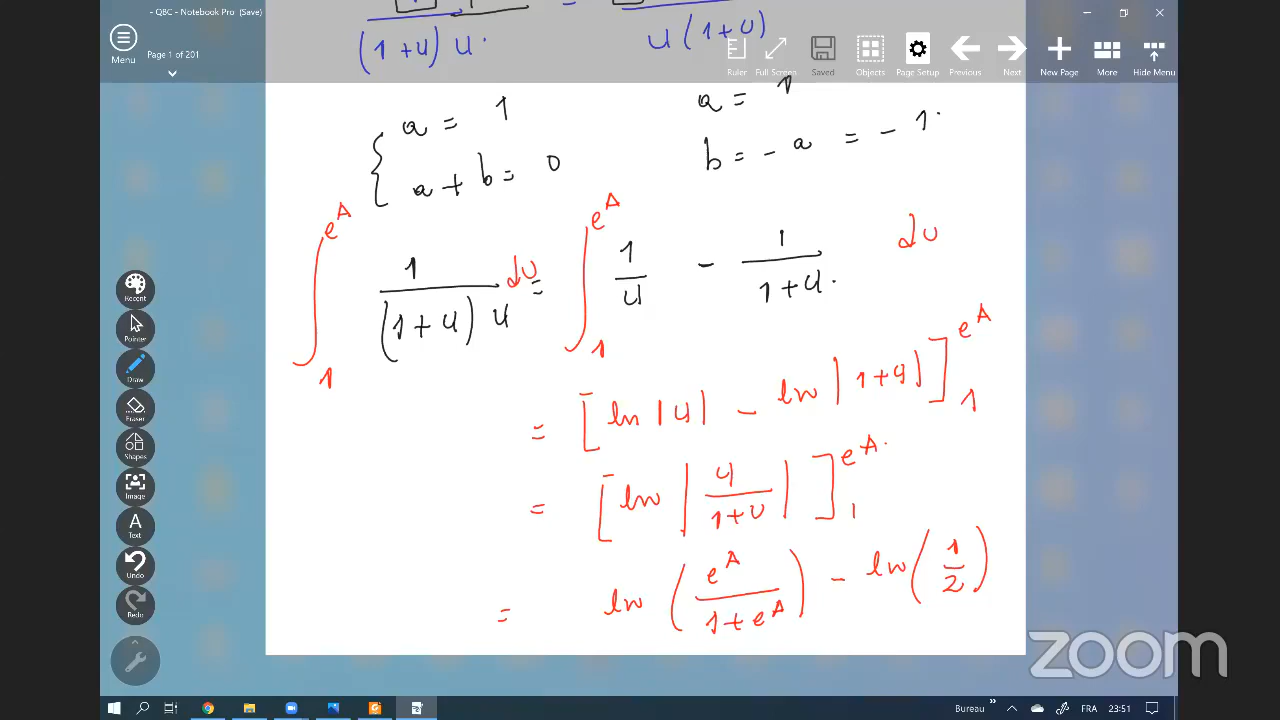 - QBC - Notebook Pro (Save)
Menu
Page 1 of 201
Ruler Full Screen Saved Objects Page Setup Previous Next New Page More Hide Menu
(1+u) u. = u(1+u)
a = 1
a + b = 0
a = 1
b = - a = - 1.
∫_1^{e^A} 1/((1+u) u) du = ∫_1^{e^A} 1/u - 1/(1+u). du
= [ln |u| - ln |1+u|]_1^{e^A}
= [ln |u/(1+u)|]_1^{e^A}.
= ln (e^A/(1+e^A)) - ln (1/2)
Recent
Pointer
Draw
Eraser
Shapes
Image
A
Text
Undo
Redo
zoom
Bureau » FRA 23:51